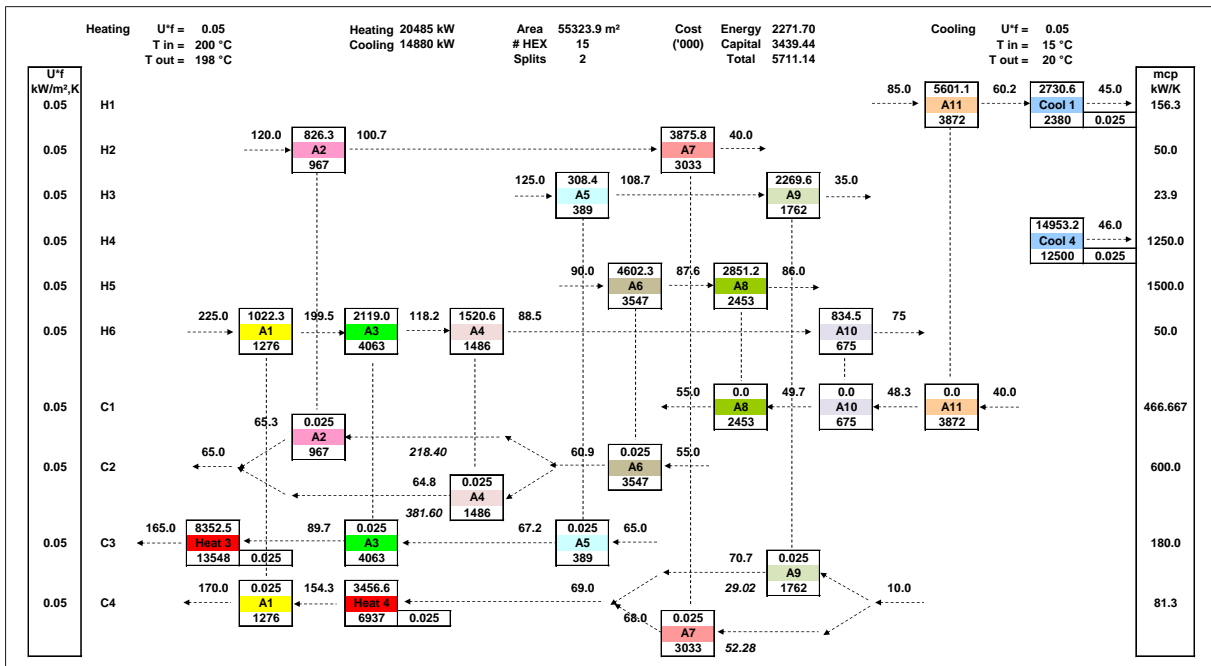 Heating U*f = 0.05 Heating 20485 kW Area 55323.9 m² Cost Energy 2271.70 Cooling U*f = 0.05
T in = 200 °C Cooling 14880 kW # HEX 15 ('000) Capital 3439.44 T in = 15 °C
T out = 198 °C Splits 2 Total 5711.14 T out = 20 °C
U*f mcp
kW/m²,K kW/K
85.0 5601.1 60.2 2730.6 45.0
0.05 H1 A11 Cool 1 156.3
3872 2380 0.025
120.0 826.3 100.7 3875.8 40.0
0.05 H2 A2 A7 50.0
967 3033
125.0 308.4 108.7 2269.6 35.0
0.05 H3 A5 A9 23.9
389 1762
14953.2 46.0
0.05 H4 Cool 4 1250.0
12500 0.025
90.0 4602.3 87.6 2851.2 86.0
0.05 H5 A6 A8 1500.0
3547 2453
225.0 1022.3 199.5 2119.0 118.2 1520.6 88.5 834.5 75
0.05 H6 A1 A3 A4 A10 50.0
1276 4063 1486 675
55.0 0.0 49.7 0.0 48.3 0.0 40.0
0.05 C1 A8 A10 A11 466.667
2453 675 3872
65.3 0.025
A2
967 218.40
65.0 60.9 0.025 55.0
0.05 C2 A6 600.0
3547
64.8 0.025
A4
381.60 1486
165.0 8352.5 89.7 0.025 67.2 0.025 65.0
0.05 C3 Heat 3 A3 A5 180.0
13548 0.025 4063 389
70.7 0.025
A9
29.02 1762
170.0 0.025 154.3 3456.6 69.0 10.0
0.05 C4 A1 Heat 4 81.3
1276 6937 0.025
68.0 0.025
A7
3033 52.28